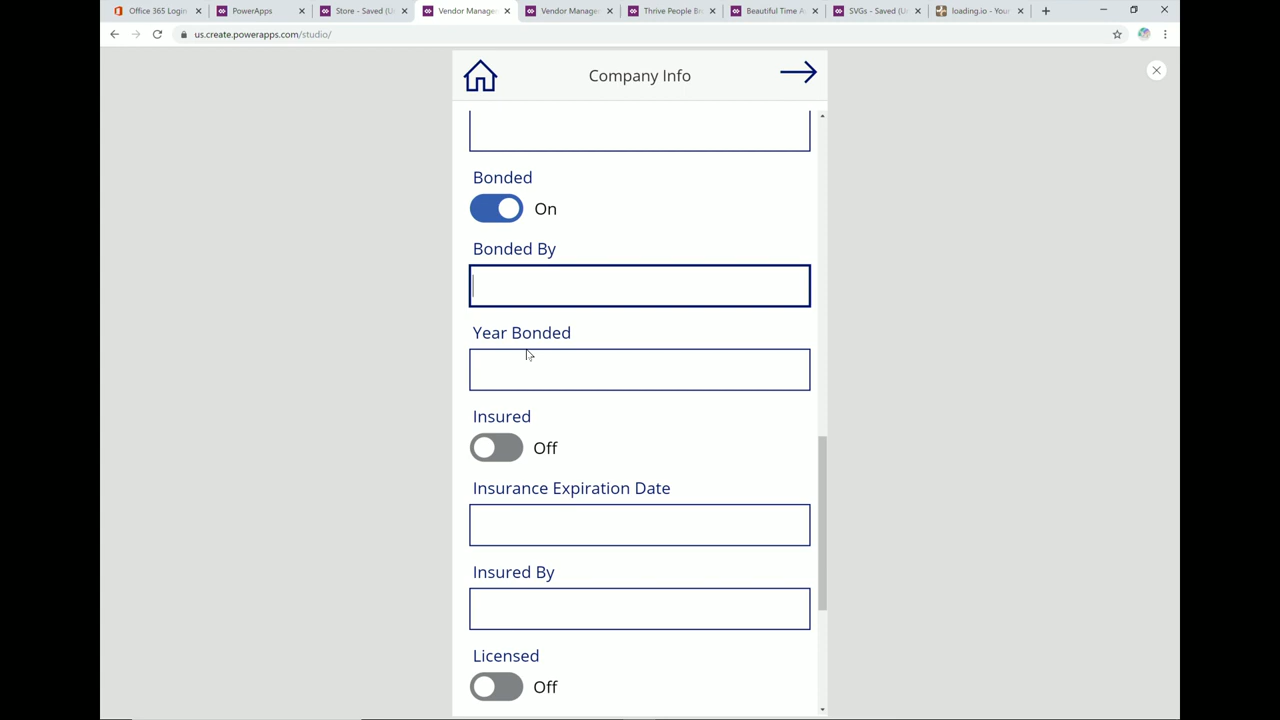 Office 365 Login
PowerApps
Store - Saved (U
Vendor Manage
Vendor Manage
Thrive People B
Beautiful Time A
SVGs - Saved (Un
loading.io - Your
us.create.powerapps.com/studio/
Company Info
Bonded
On
Bonded By
Year Bonded
Insured
Off
Insurance Expiration Date
Insured By
Licensed
Off